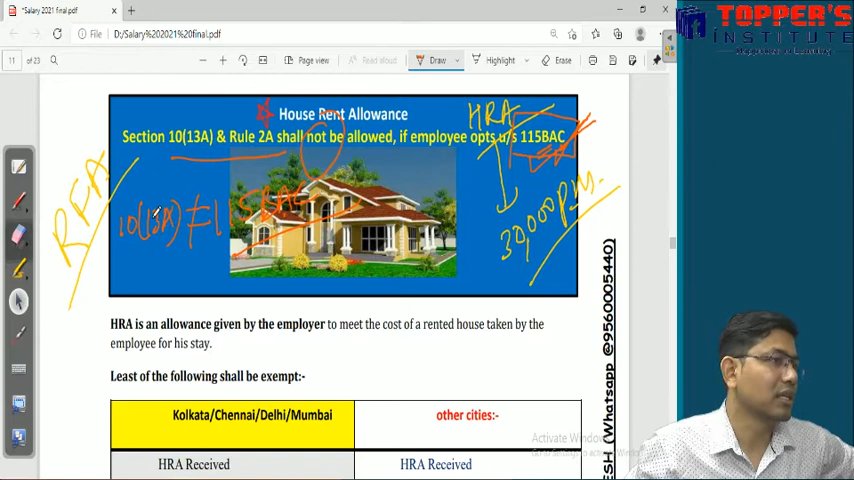 Salary 2021 final.pdf
File
D:/Salary%202021%20final.pdf
TOPPER'S
INSTITUTE
11 of 23
Page view
Read aloud
Draw
Highlight
Erase
House Rent Allowance
Section 10(13A) & Rule 2A shall not be allowed, if employee opts u/s 115BAC
HRA
RFA
10(13A) ≠ 115BAC
30,000 p.m.
HRA is an allowance given by the employer to meet the cost of a rented house taken by the
employee for his stay.
Least of the following shall be exempt:-
Kolkata/Chennai/Delhi/Mumbai
other cities:-
HRA Received
HRA Received
ESH (Whatsapp @9560005440)
Activate Windows